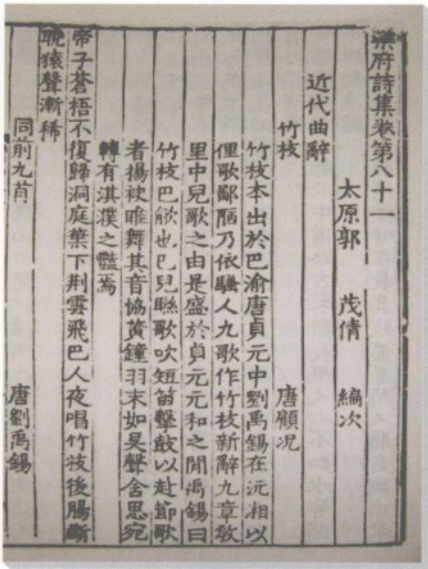 樂府詩集卷第八十一
太原郭 茂倩 編次
近代曲辭
竹枝 唐顧況
竹枝本出於巴渝唐貞元中劉禹錫在沅湘以
俚歌鄙陋乃依騷人九歌作竹枝新辭九章教
里中兒歌之由是盛於貞元元和之閒禹錫曰
竹枝巴歈也巴兒聯歌吹短笛擊鼓以赴節歌
者揚袂睢舞其音協黃鐘羽末如吳聲含思宛
轉有淇濮之豔焉
帝子蒼梧不復歸洞庭葉下荊雲飛巴人夜唱竹枝後腸斷
曉猿聲漸稀
同前九首 唐劉禹錫